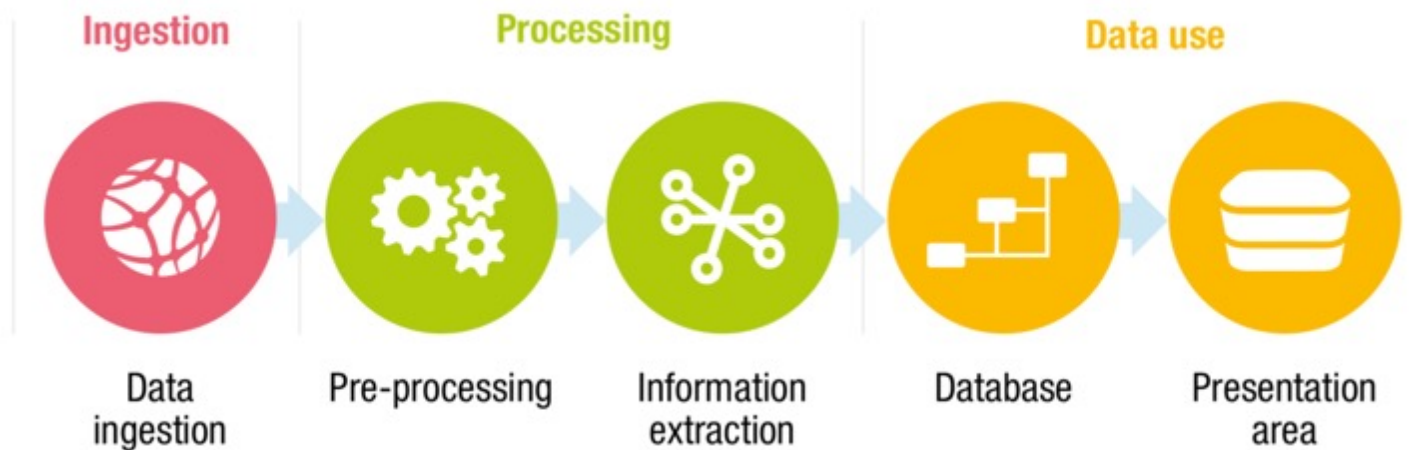 Ingestion
Processing
Data use
Data
ingestion
Pre-processing
Information
extraction
Database
Presentation
area